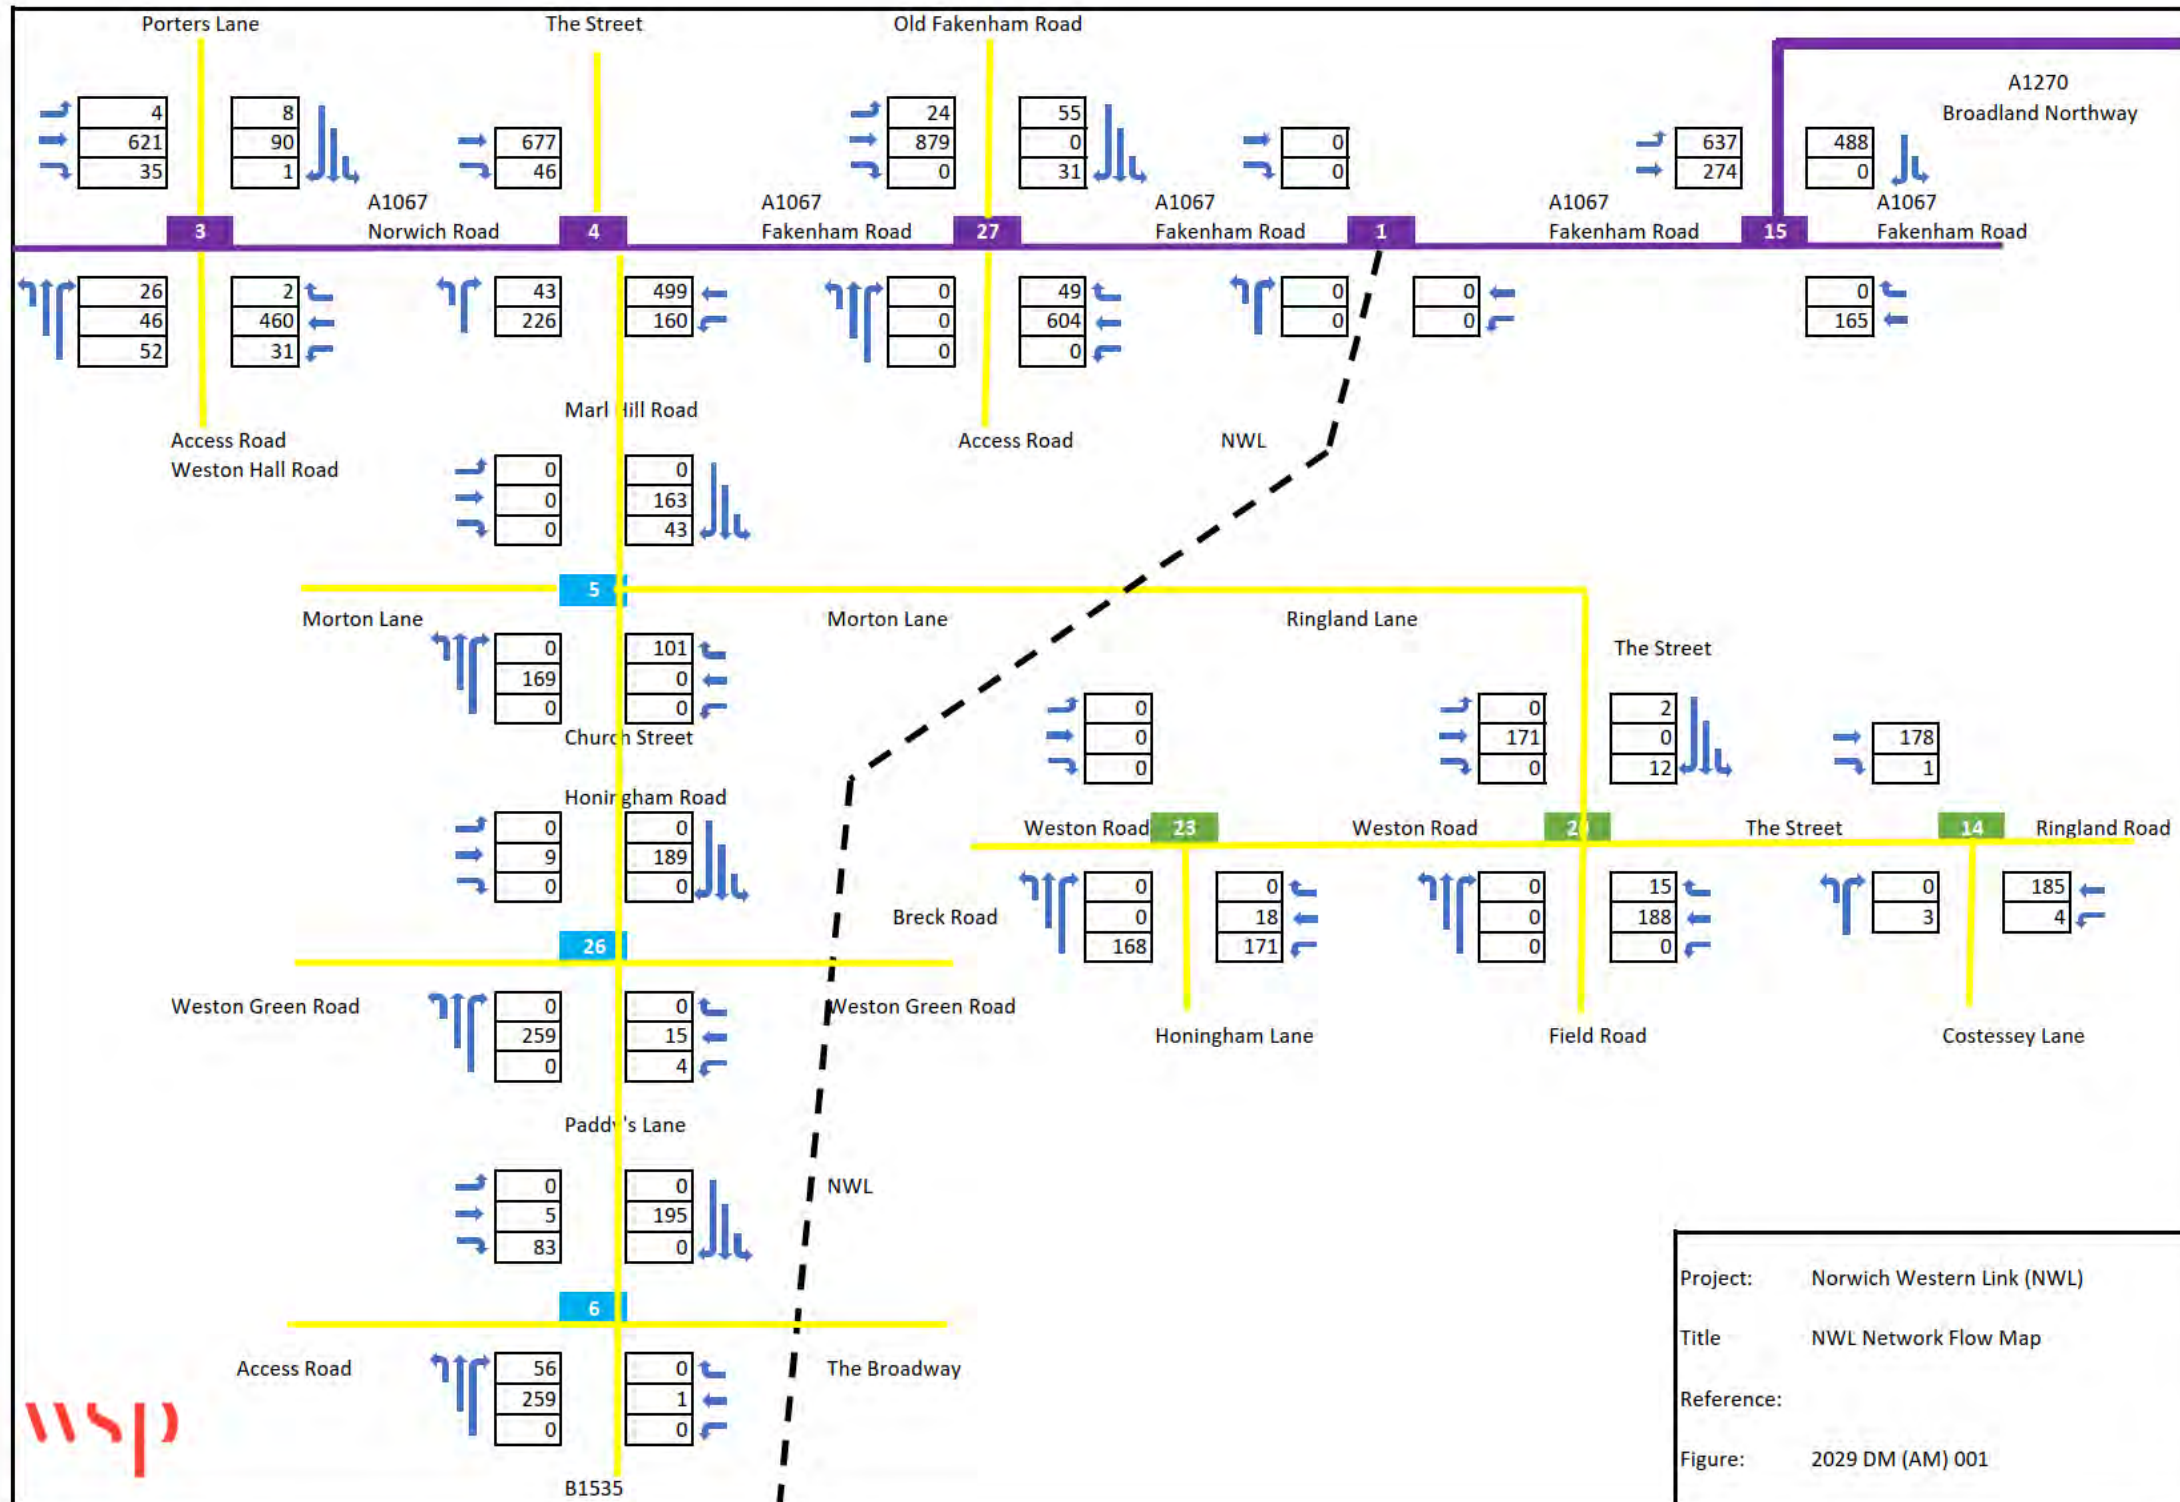 Porters Lane The Street Old Fakenham Road
A1270
Broadland Northway
4 8 24 55
621 90 677 879 0 0 637 488
35 1 46 0 31 0 274 0
A1067 A1067 A1067 A1067 A1067
Norwich Road Fakenham Road Fakenham Road Fakenham Road Fakenham Road
3 4 27 1 15
26 2 43 499 0 49 0 0 0
46 460 226 160 0 604 0 0 165
52 31 0 0
Marl Hill Road
Access Road Access Road NWL
Weston Hall Road
0 0
0 163
0 43
5
Morton Lane Morton Lane Ringland Lane
The Street
0 101
169 0
0 0
Church Street
0 0 2
0 171 0 178
0 0 12 1
Honingham Road
0 0
9 189
0 0
Weston Road 23 Weston Road 2 The Street 14 Ringland Road
0 0 0 15 0 185
0 18 0 188 3 4
168 171 0 0
Breck Road
26
Weston Green Road Weston Green Road
Honingham Lane Field Road Costessey Lane
0 0
259 15
0 4
Paddy's Lane
NWL
0 0
5 195
83 0
6
Access Road The Broadway
56 0
259 1
0 0
B1535
wsp
Project: Norwich Western Link (NWL)
Title NWL Network Flow Map
Reference:
Figure: 2029 DM (AM) 001